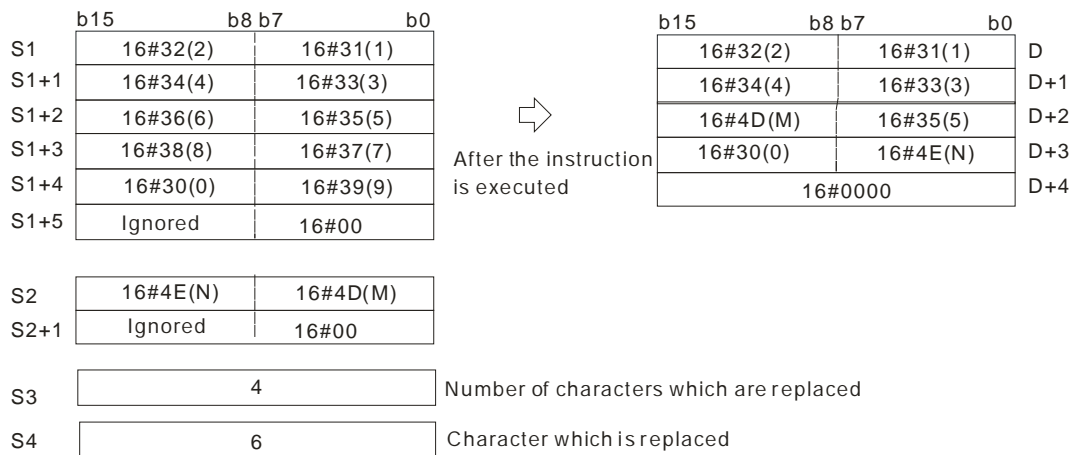 b15 b8 b7 b0
S1 16#32(2) 16#31(1)
S1+1 16#34(4) 16#33(3)
S1+2 16#36(6) 16#35(5)
S1+3 16#38(8) 16#37(7)
S1+4 16#30(0) 16#39(9)
S1+5 Ignored 16#00
After the instruction
is executed
b15 b8 b7 b0
16#32(2) 16#31(1) D
16#34(4) 16#33(3) D+1
16#4D(M) 16#35(5) D+2
16#30(0) 16#4E(N) D+3
16#0000 D+4
S2 16#4E(N) 16#4D(M)
S2+1 Ignored 16#00
S3 4 Number of characters which are replaced
S4 6 Character which is replaced